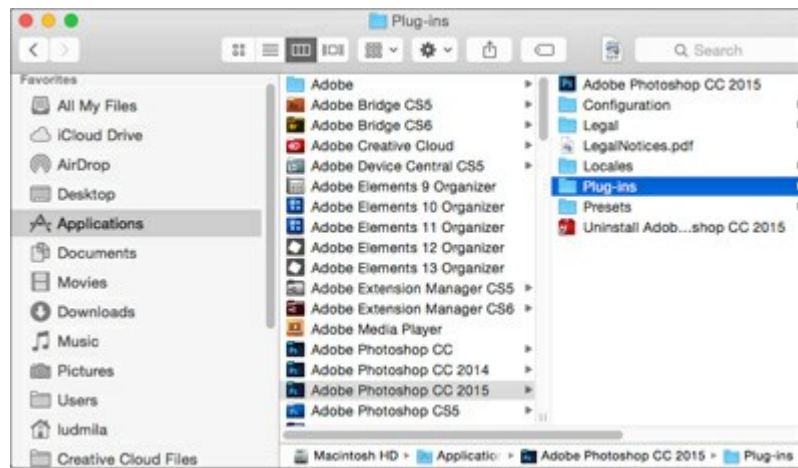 Plug-ins
Search
Favorites
All My Files
iCloud Drive
AirDrop
Desktop
Applications
Documents
Movies
Downloads
Music
Pictures
Users
ludmila
Creative Cloud Files
Adobe
Adobe Bridge CS5
Adobe Bridge CS6
Adobe Creative Cloud
Adobe Device Central CS5
Adobe Elements 9 Organizer
Adobe Elements 10 Organizer
Adobe Elements 11 Organizer
Adobe Elements 12 Organizer
Adobe Elements 13 Organizer
Adobe Extension Manager CS5
Adobe Extension Manager CS6
Adobe Media Player
Adobe Photoshop CC
Adobe Photoshop CC 2014
Adobe Photoshop CC 2015
Adobe Photoshop CS5
Adobe Photoshop CC 2015
Configuration
Legal
LegalNotices.pdf
Locales
Plug-ins
Presets
Uninstall Adob...shop CC 2015
Macintosh HD ▸ Applicatio ▸ Adobe Photoshop CC 2015 ▸ Plug-ins